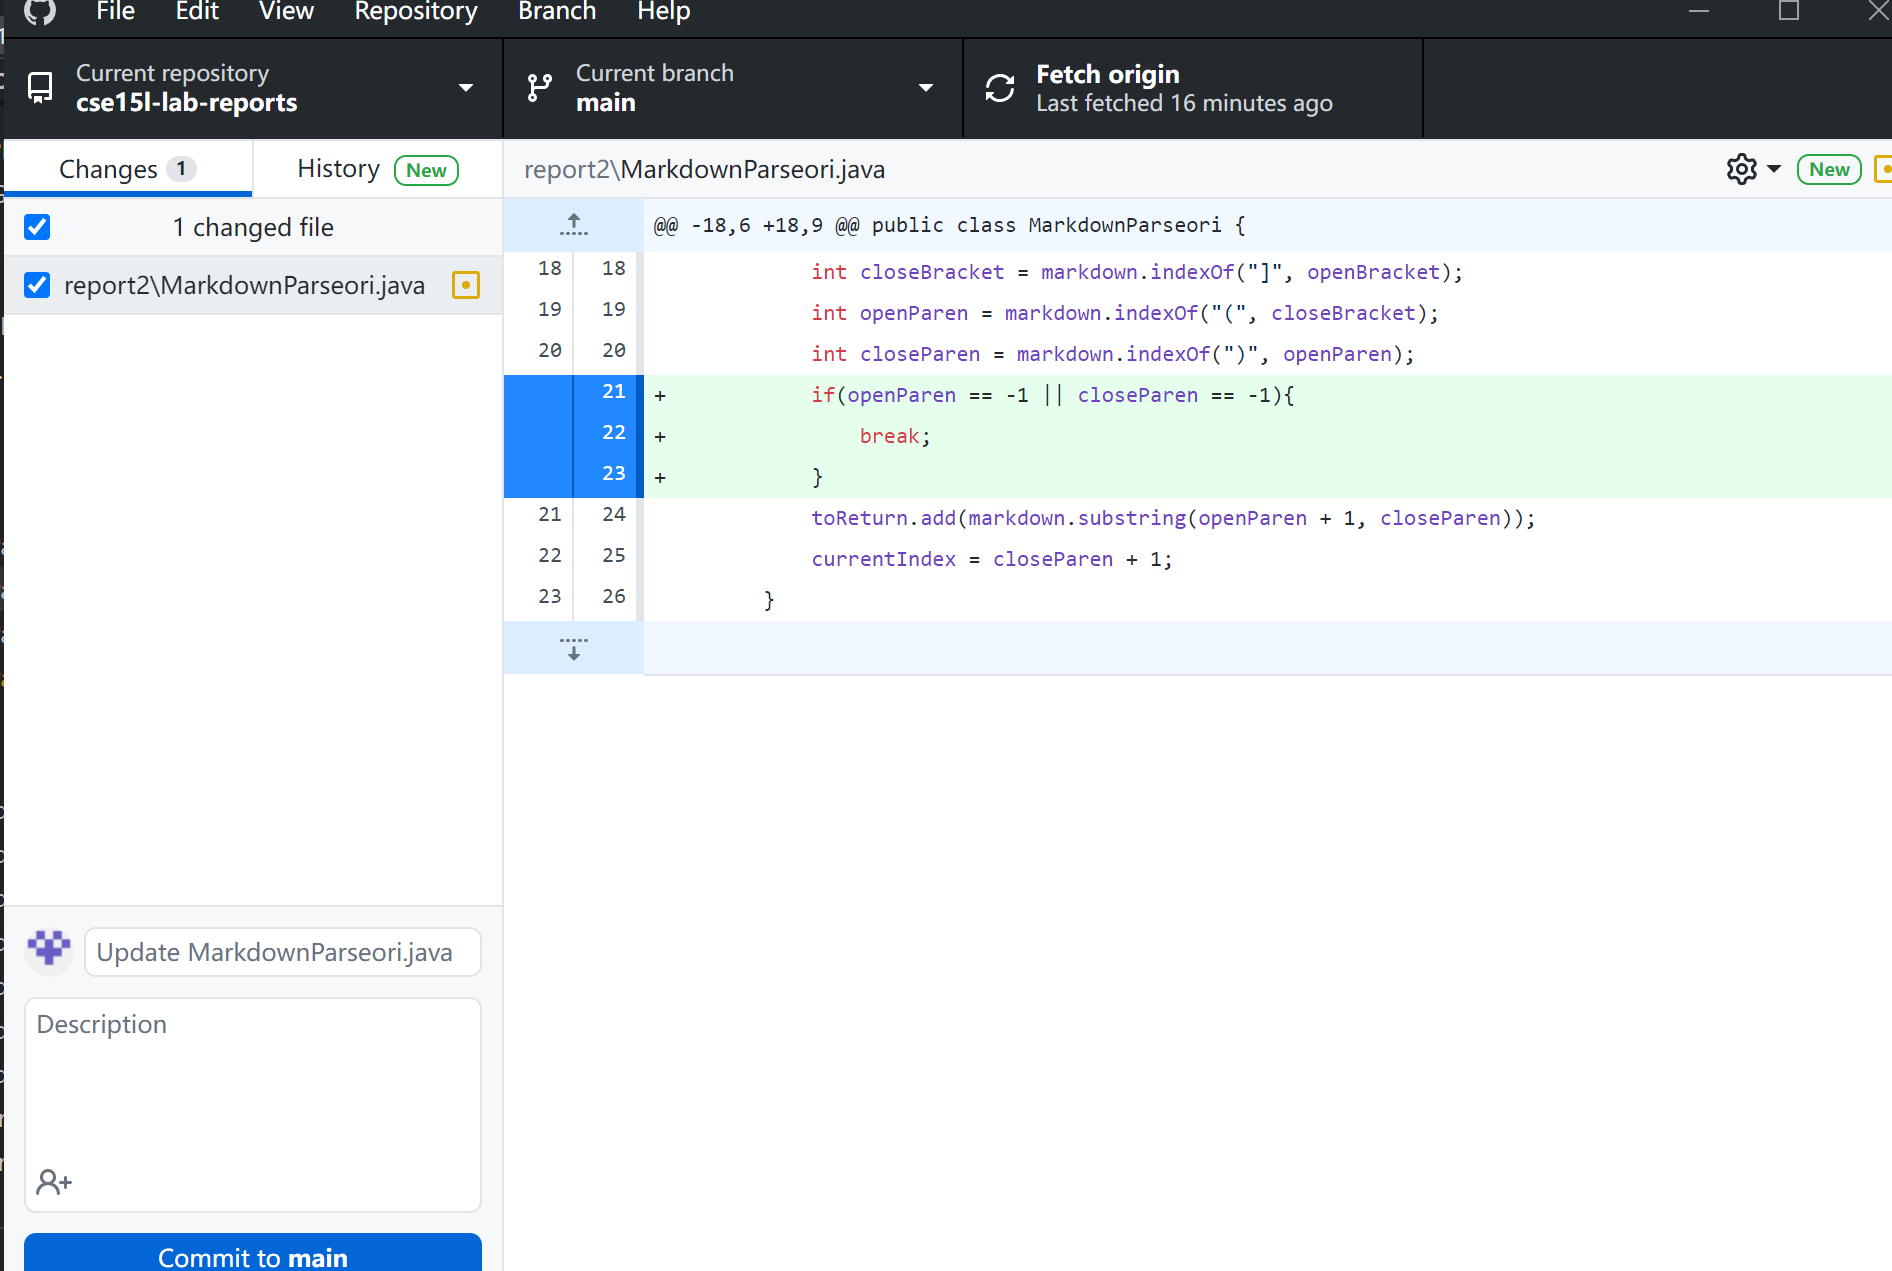 File Edit View Repository Branch Help
Current repository
cse15l-lab-reports
Current branch
main
Fetch origin
Last fetched 16 minutes ago
Changes 1
History New
report2\MarkdownParseori.java
New
1 changed file
report2\MarkdownParseori.java
@@ -18,6 +18,9 @@ public class MarkdownParseori {
18 18 int closeBracket = markdown.indexOf("]", openBracket);
19 19 int openParen = markdown.indexOf("(", closeBracket);
20 20 int closeParen = markdown.indexOf(")", openParen);
21 + if(openParen == -1 || closeParen == -1){
22 + break;
23 + }
21 24 toReturn.add(markdown.substring(openParen + 1, closeParen));
22 25 currentIndex = closeParen + 1;
23 26 }
Update MarkdownParseori.java
Description
Commit to main